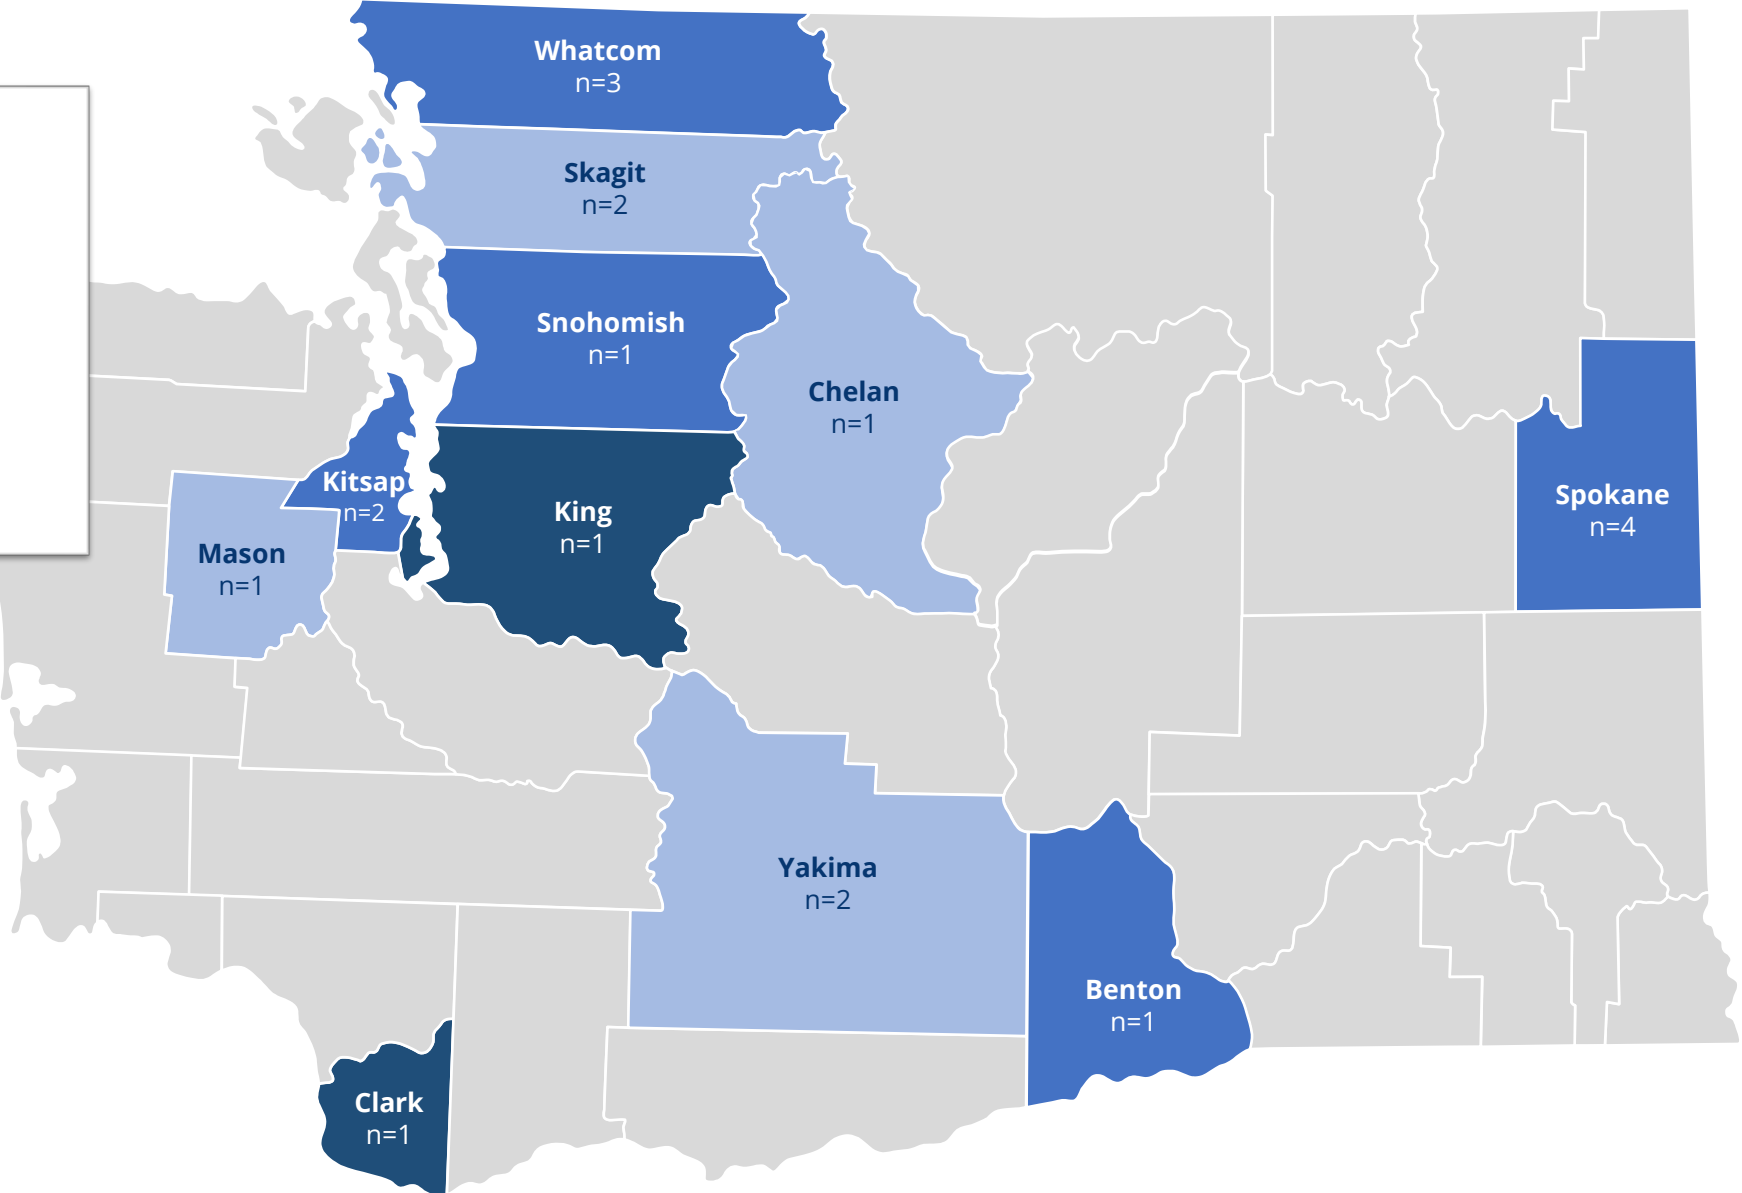 Whatcom
n=3
Skagit
n=2
Snohomish
n=1
Chelan
n=1
Kitsap
n=2
King
n=1
Spokane
n=4
Mason
n=1
Yakima
n=2
Benton
n=1
Clark
n=1